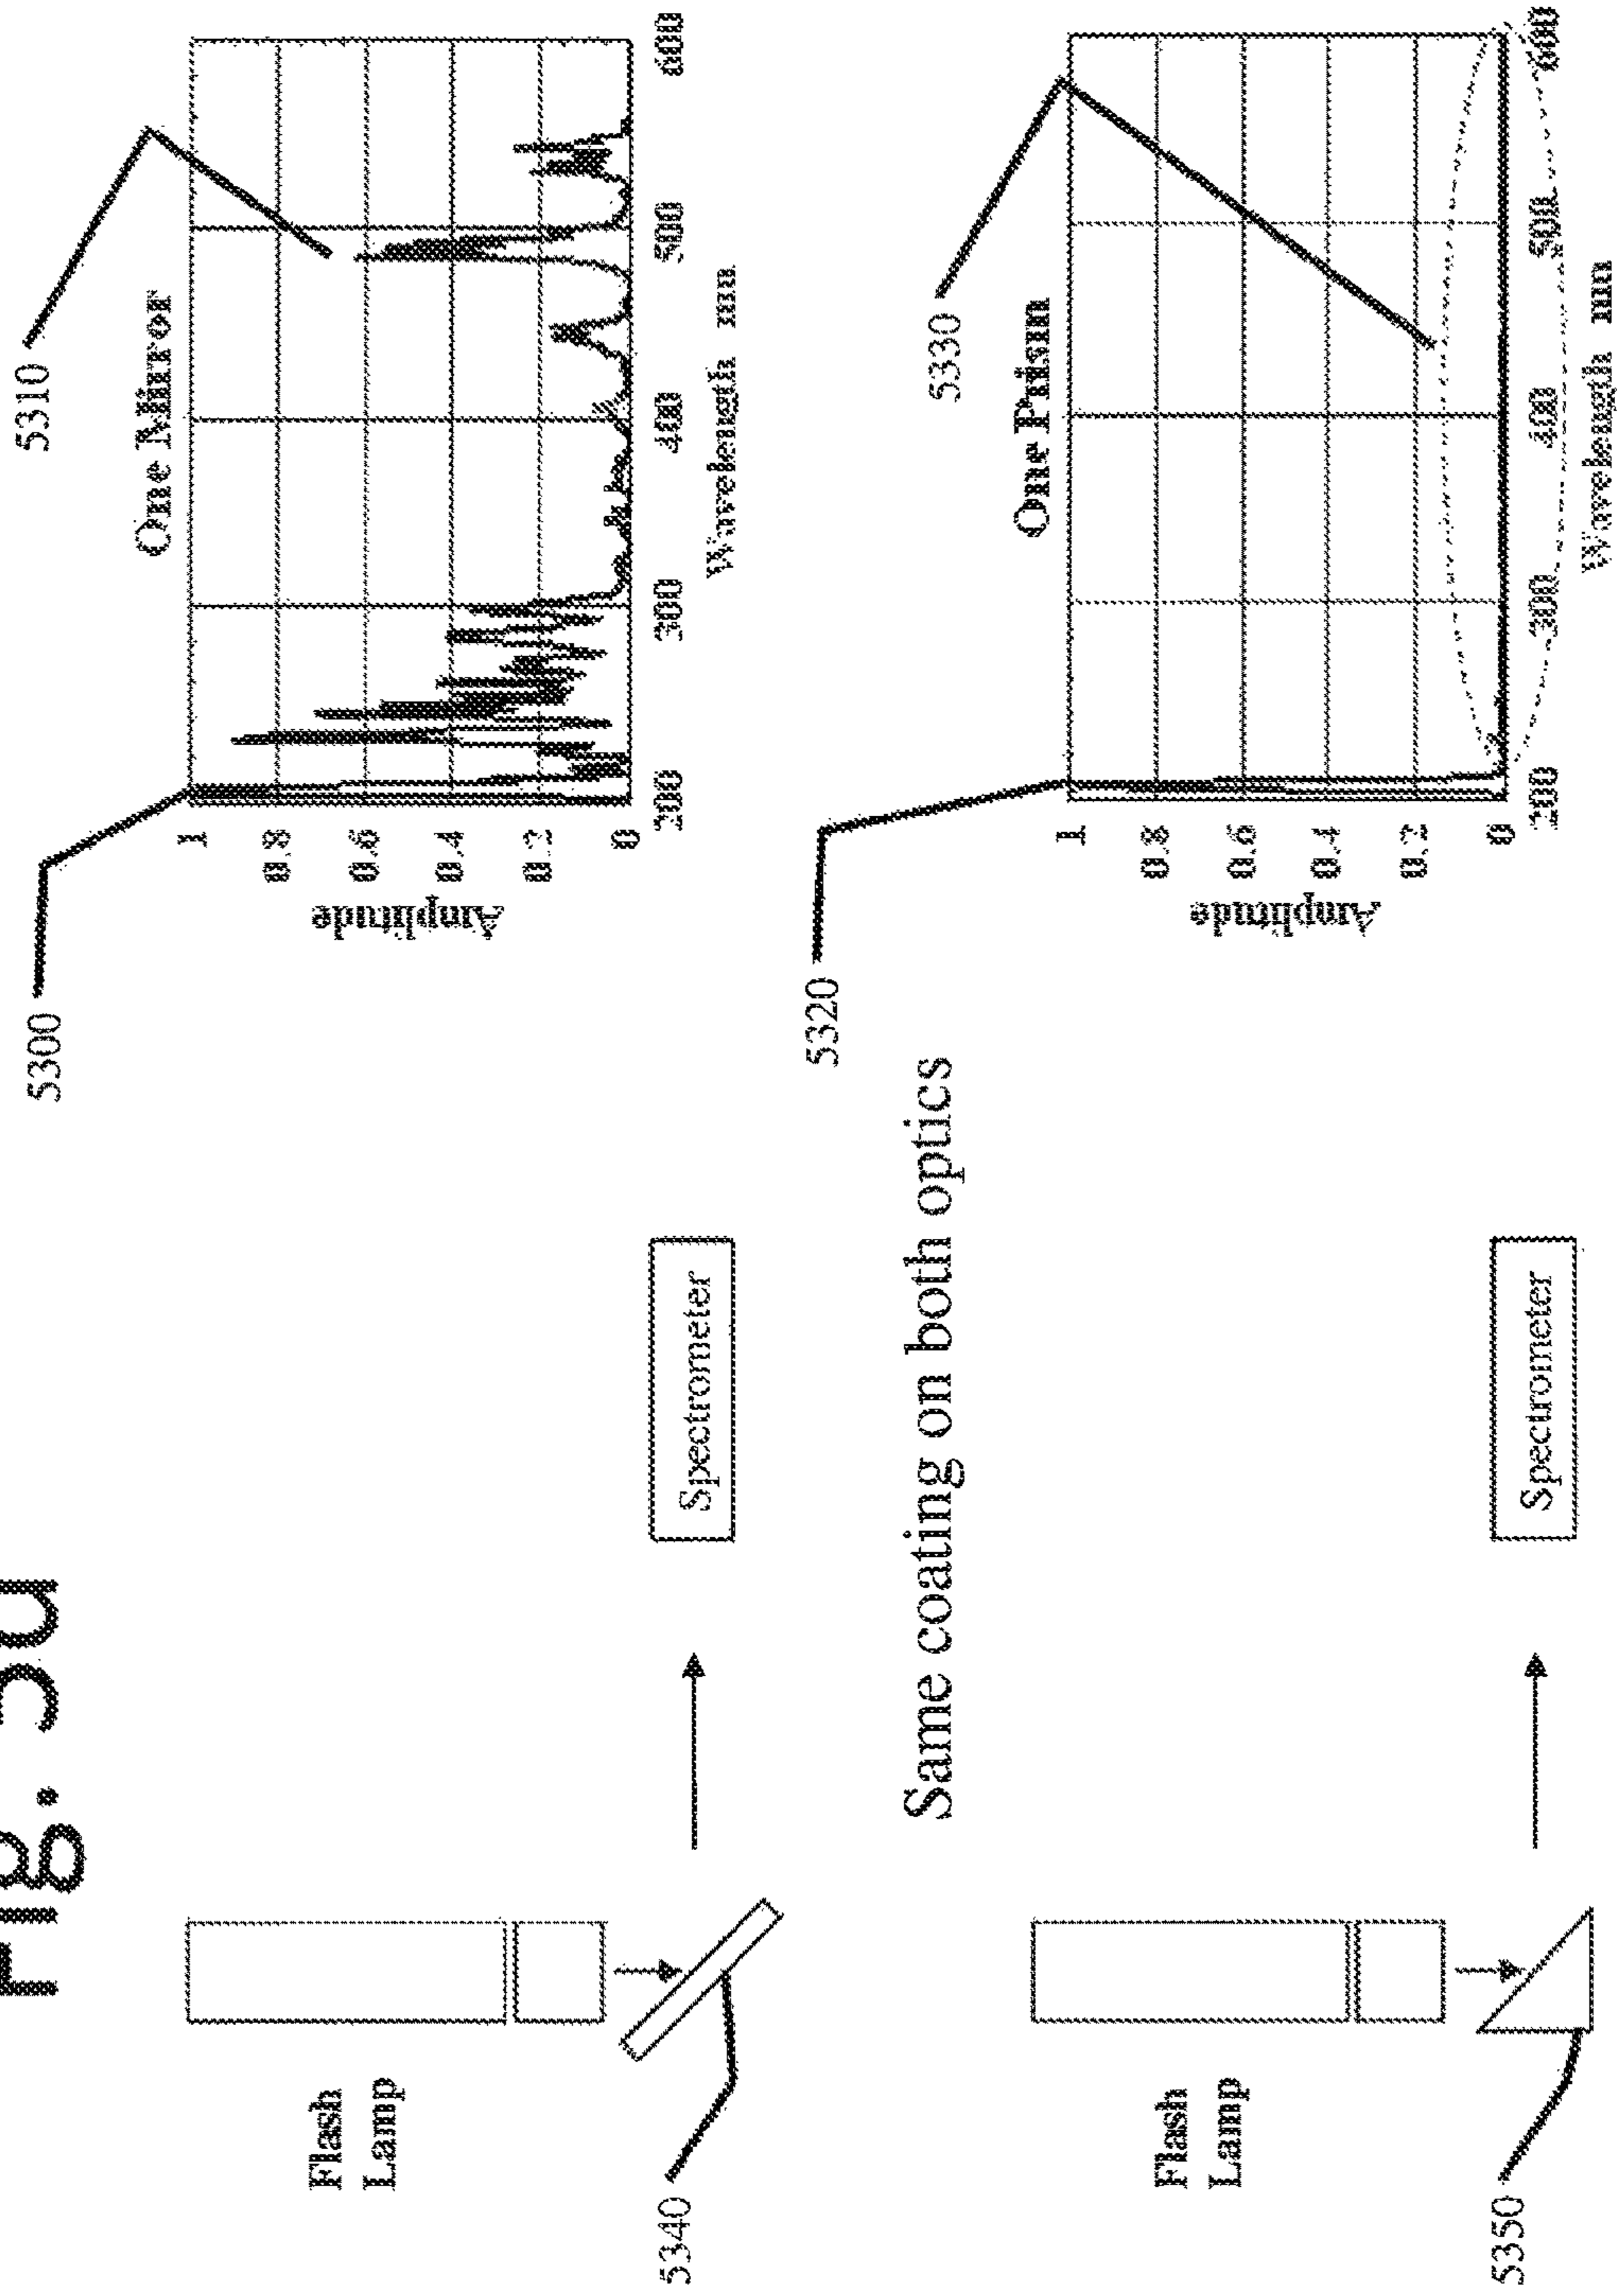 Fig. 50
5300
5310
One Mirror
Amplitude
1
0.8
0.6
0.4
0.2
0
200
300
400
500
600
Wavelength nm
Flash
Lamp
5340
Spectrometer
Same coating on both optics
5320
5330
One Prism
Amplitude
1
0.8
0.6
0.4
0.2
0
200
300
400
500
600
Wavelength nm
Flash
Lamp
5350
Spectrometer